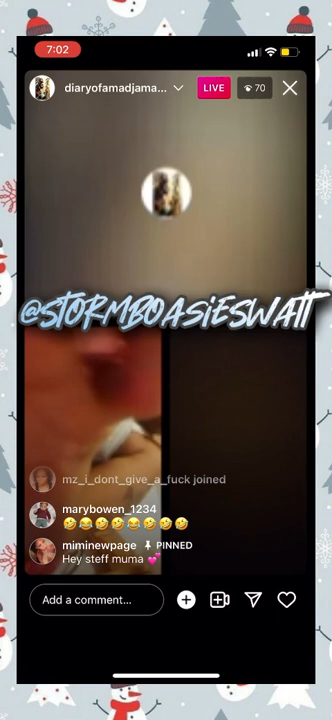 7:02
diaryofamadjama...
LIVE
70
@STORMBOASIESWATT
mz_i_dont_give_a_fuck joined
marybowen_1234
🤣😂🤣🤣😂🤣🤣🤣
miminewpage PINNED
Hey steff muma 💕
Add a comment...